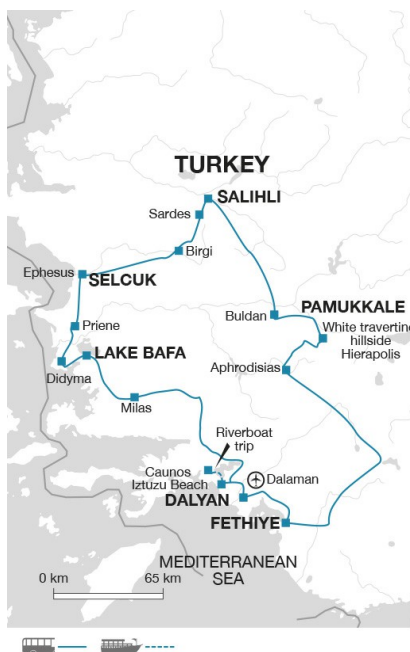 TURKEY
SALIHLI
Sardes
Birgi
Ephesus
SELCUK
Priene
Buldan
PAMUKKALE
White travertine
hillside
Hierapolis
LAKE BAFA
Didyma
Aphrodisias
Milas
Riverboat
trip
Caunos
Iztuzu Beach
Dalaman
DALYAN
FETHIYE
MEDITERRANEAN
SEA
0 km
65 km